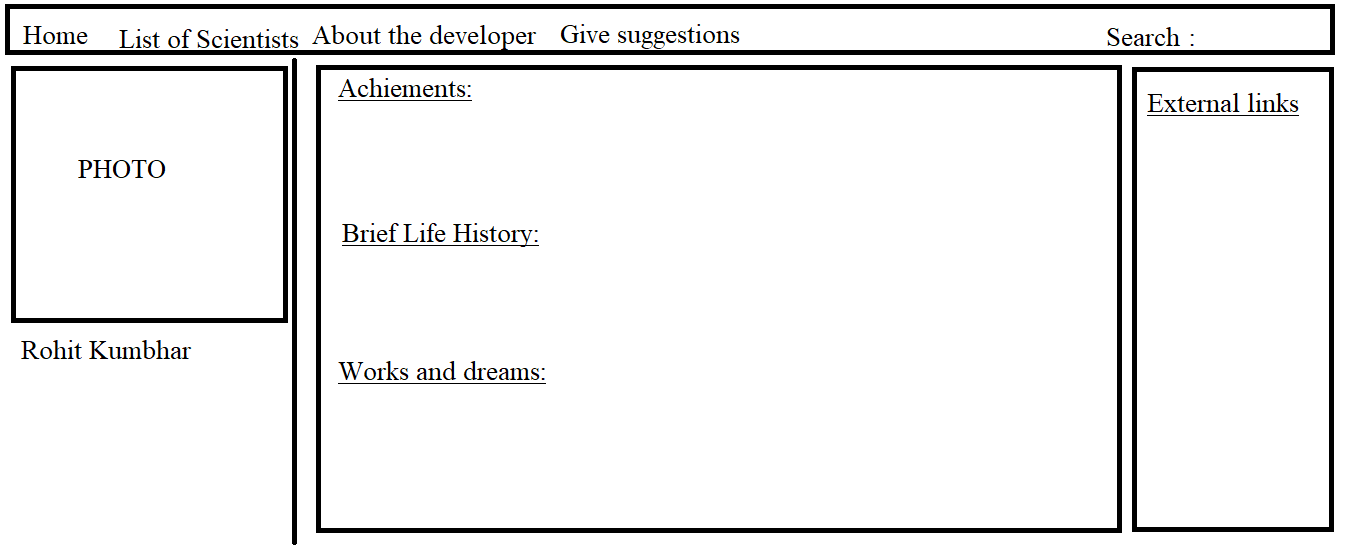 Home
List of Scientists
About the developer
Give suggestions
Search :
PHOTO
Rohit Kumbhar
Achiements:
Brief Life History:
Works and dreams:
External links